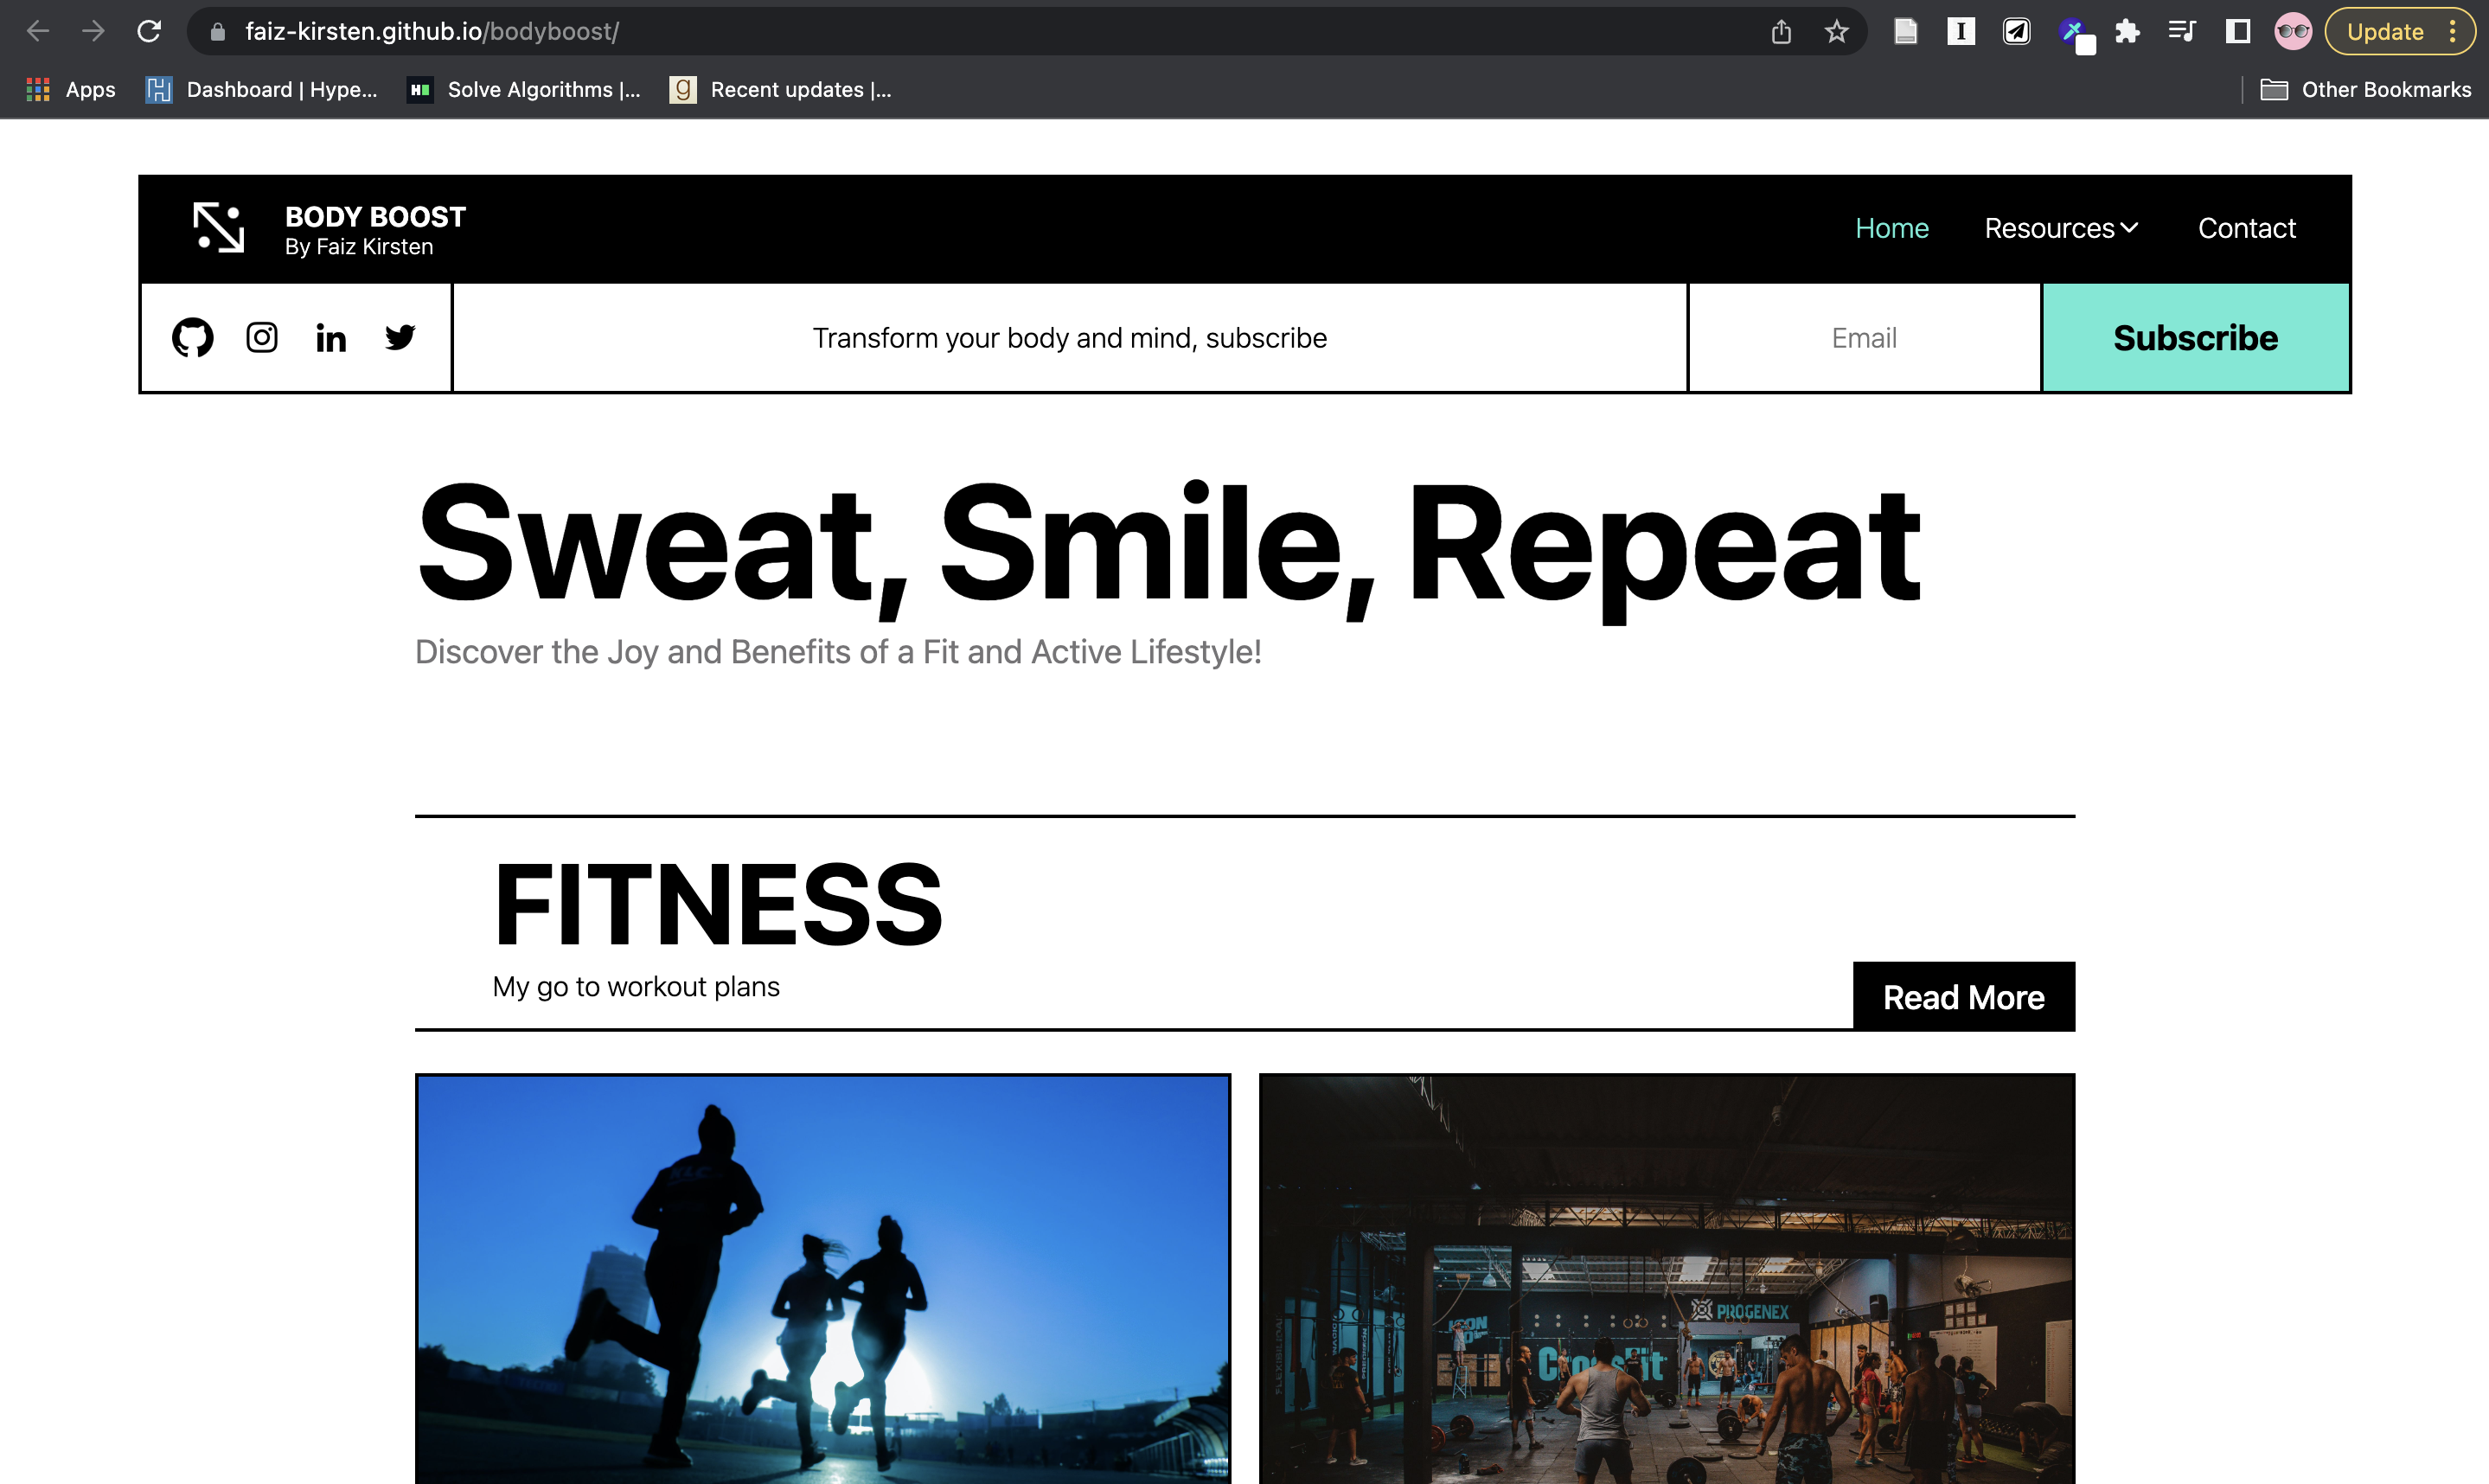 faiz-kirsten.github.io/bodyboost/
Update
Apps
Dashboard | Hype...
Solve Algorithms |...
Recent updates |...
Other Bookmarks
BODY BOOST
By Faiz Kirsten
Home
Resources
Contact
Transform your body and mind, subscribe
Email
Subscribe
Sweat, Smile, Repeat
Discover the Joy and Benefits of a Fit and Active Lifestyle!
FITNESS
My go to workout plans
Read More
PROGENEX
CrossFit